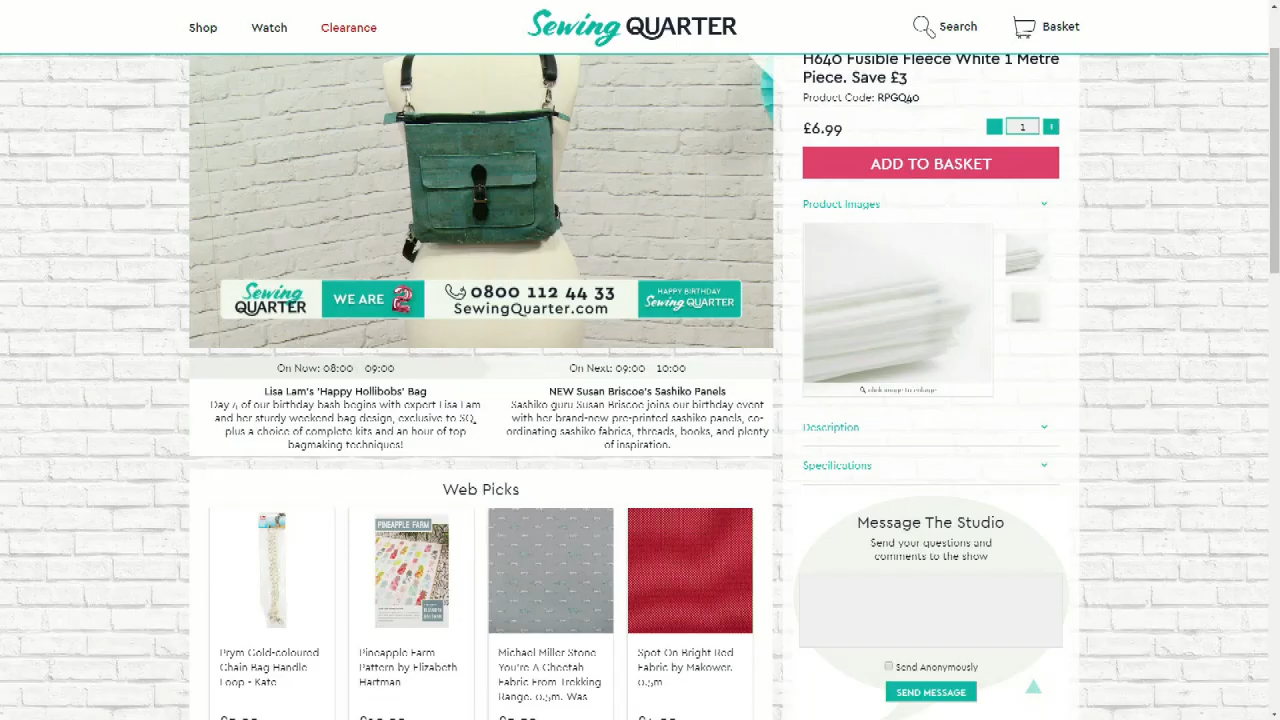 Shop
Watch
Clearance
Sewing QUARTER
Search
Basket
H640 Fusible Fleece White 1 Metre
Piece. Save £3
Product Code: RPGQ40
£6.99
1
ADD TO BASKET
Product Images
click image to enlarge
Description
Specifications
Sewing
QUARTER
WE ARE 2
0800 112 44 33
SewingQuarter.com
HAPPY BIRTHDAY
Sewing QUARTER
On Now: 08:00 09:00
Lisa Lam's 'Happy Hollibobs' Bag
Day 4 of our birthday bash begins with expert Lisa Lam
and her sturdy weekend bag design, exclusive to SQ,
plus a choice of complete kits and an hour of top
bagmaking techniques!
On Next: 09:00 10:00
NEW Susan Briscoe's Sashiko Panels
Sashiko guru Susan Briscoe joins our birthday event
with her brand-new pre-printed sashiko panels, co-
ordinating sashiko fabrics, threads, books, and plenty
of inspiration.
Web Picks
PINEAPPLE FARM
Prym Gold-coloured
Chain Bag Handle
Loop - Kate
Pineapple Farm
Pattern by Elizabeth
Hartman
Michael Miller Stone
You're A Cheetah
Fabric From Trekking
Range. 0.5m. Was
Spot On Bright Red
Fabric by Makower.
0.5m
Message The Studio
Send your questions and
comments to the show
Send Anonymously
SEND MESSAGE